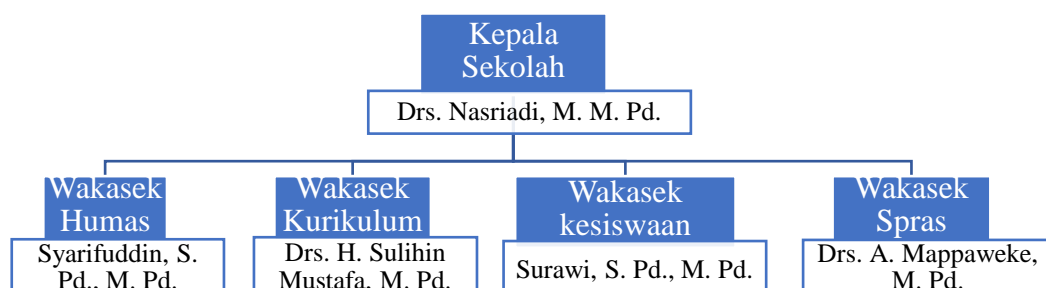 Kepala
Sekolah
Drs. Nasriadi, M. M. Pd.
Wakasek
Humas
Syarifuddin, S.
Pd., M. Pd.
Wakasek
Kurikulum
Drs. H. Sulihin
Mustafa, M. Pd.
Wakasek
kesiswaan
Surawi, S. Pd., M. Pd.
Wakasek
Spras
Drs. A. Mappaweke,
M. Pd.